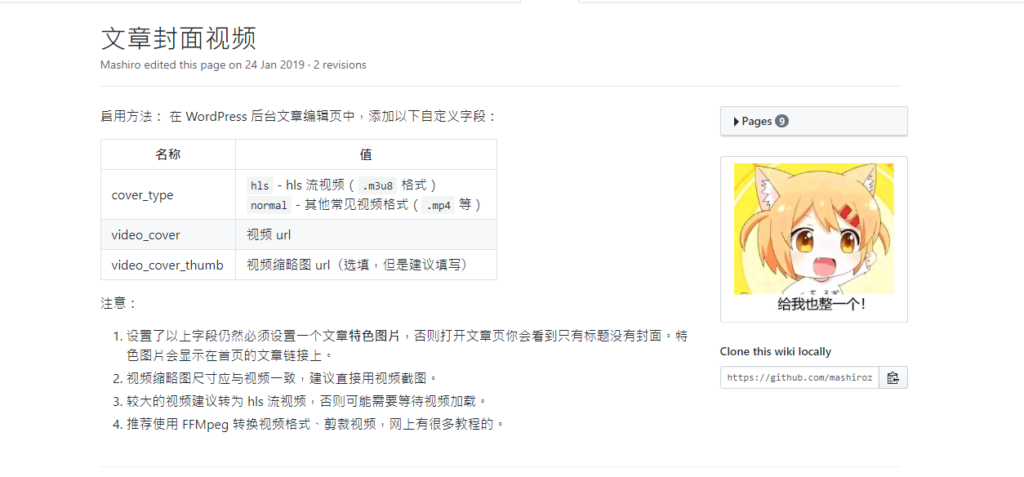 文章封面视频
Mashiro edited this page on 24 Jan 2019 · 2 revisions
启用方法： 在 WordPress 后台文章编辑页中，添加以下自定义字段：
名称 值
cover_type
hls - hls 流视频（ .m3u8 格式）
normal - 其他常见视频格式（ .mp4 等）
video_cover 视频 url
video_cover_thumb 视频缩略图 url（选填，但是建议填写）
注意：
1. 设置了以上字段仍然必须设置一个文章特色图片，否则打开文章页你会看到只有标题没有封面。特
色图片会显示在首页的文章链接上。
2. 视频缩略图尺寸应与视频一致，建议直接用视频截图。
3. 较大的视频建议转为 hls 流视频，否则可能需要等待视频加载。
4. 推荐使用 FFMpeg 转换视频格式、剪裁视频，网上有很多教程的。
Pages 9
给我也整一个！
Clone this wiki locally
https://github.com/mashiroz